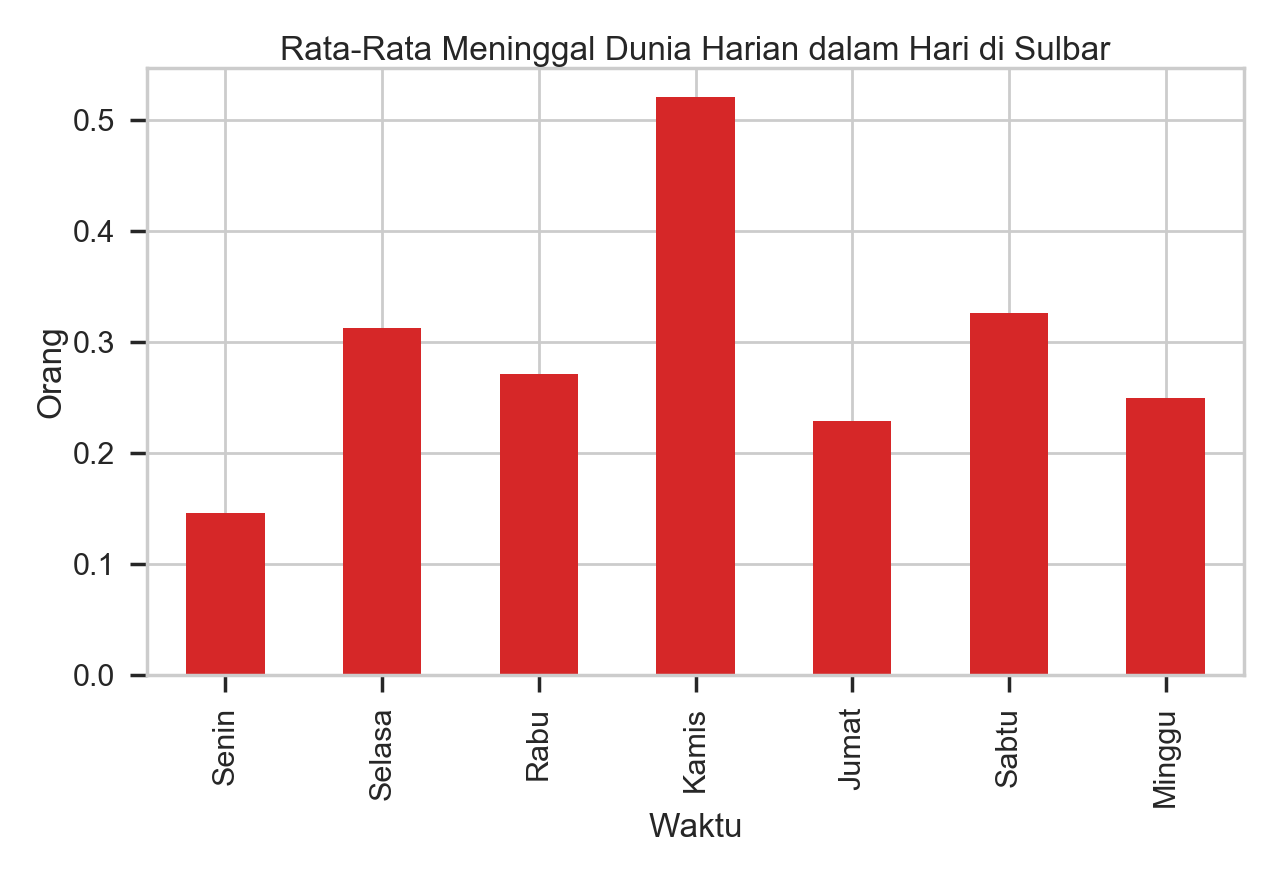 Rata-Rata Meninggal Dunia Harian dalam Hari di Sulbar
Orang
0.5
0.4
0.3
0.2
0.1
0.0
Senin
Selasa
Rabu
Kamis
Jumat
Sabtu
Minggu
Waktu